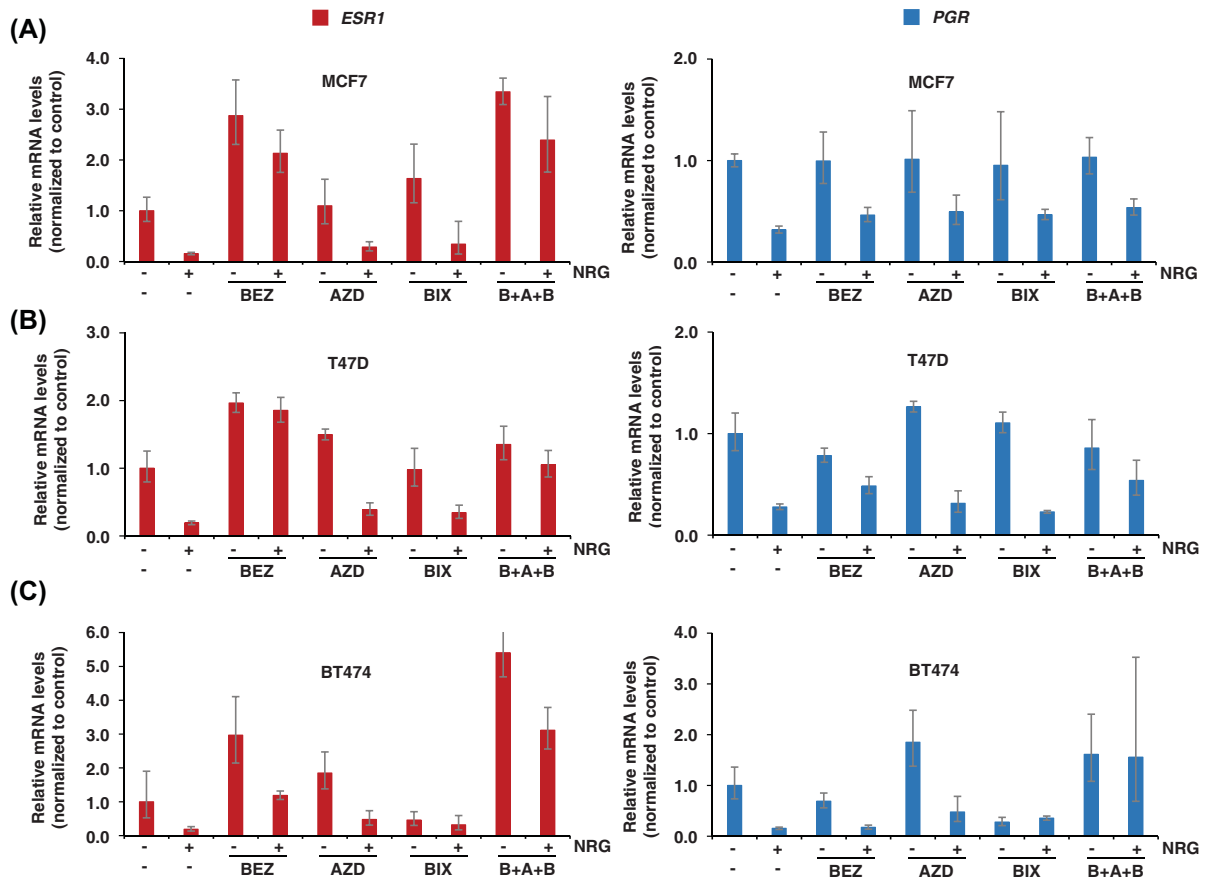 ESR1
PGR
(A)
Relative mRNA levels
(normalized to control)
4.0
3.0
2.0
1.0
0.0
MCF7
- + - + - + - + - + NRG
- - BEZ AZD BIX B+A+B
Relative mRNA levels
(normalized to control)
2.0
1.0
0.0
MCF7
- + - + - + - + - + NRG
- - BEZ AZD BIX B+A+B
(B)
Relative mRNA levels
(normalized to control)
3.0
2.0
1.0
0.0
T47D
- + - + - + - + - + NRG
- - BEZ AZD BIX B+A+B
Relative mRNA levels
(normalized to control)
2.0
1.0
0.0
T47D
- + - + - + - + - + NRG
- - BEZ AZD BIX B+A+B
(C)
Relative mRNA levels
(normalized to control)
6.0
5.0
4.0
3.0
2.0
1.0
0.0
BT474
- + - + - + - + - + NRG
- - BEZ AZD BIX B+A+B
Relative mRNA levels
(normalized to control)
4.0
3.0
2.0
1.0
0.0
BT474
- + - + - + - + - + NRG
- - BEZ AZD BIX B+A+B